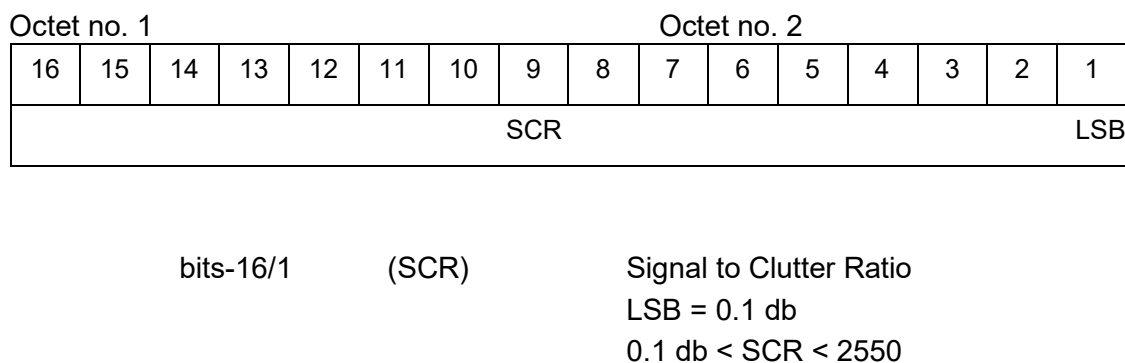 Octet no. 1 Octet no. 2
16 15 14 13 12 11 10 9 8 7 6 5 4 3 2 1
SCR LSB
bits-16/1 (SCR) Signal to Clutter Ratio
LSB = 0.1 db
0.1 db < SCR < 2550